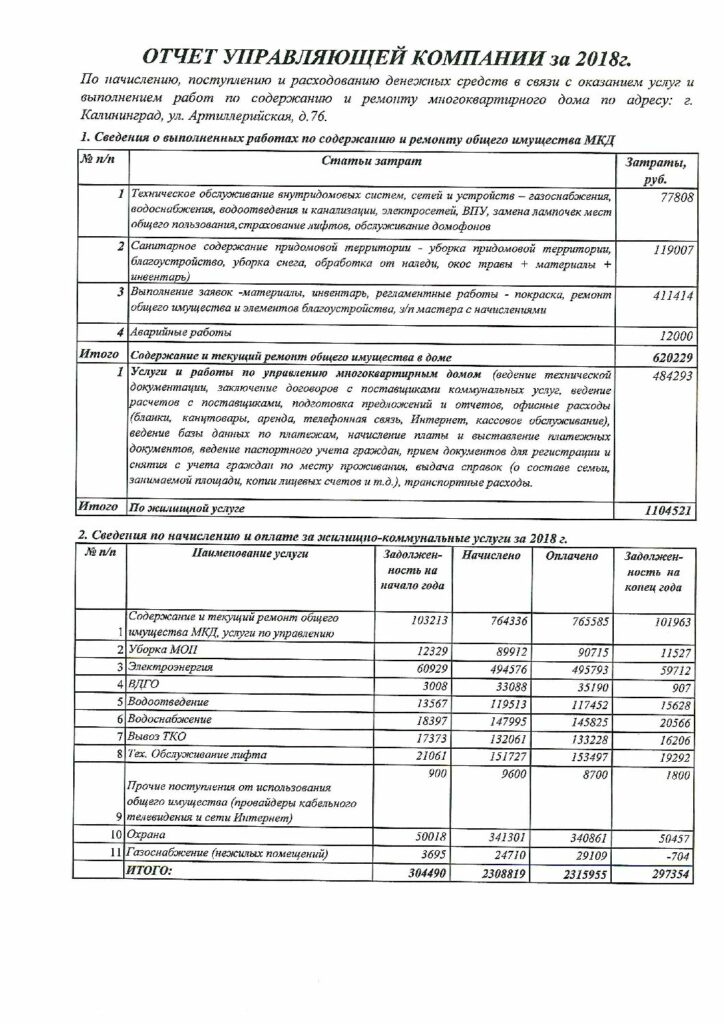 ОТЧЕТ УПРАВЛЯЮЩЕЙ КОМПАНИИ за 2018г.
По начислению, поступлению и расходованию денежных средств в связи с оказанием услуг и
выполнением работ по содержанию и ремонту многоквартирного дома по адресу: г.
Калининград, ул. Артиллерийская, д.76.
1. Сведения о выполненных работах по содержанию и ремонту общего имущества МКД
№ п/п Статьи затрат Затраты,
руб.
1 Техническое обслуживание внутридомовых систем, сетей и устройств – газоснабжения, 77808
водоснабжения, водоотведения и канализации, электросетей, ВПУ, замена лампочек мест
общего пользования,страхование лифтов, обслуживание домофонов
2 Санитарное содержание придомовой территории - уборка придомовой территории, 119007
благоустройство, уборка снега, обработка от наледи, окос травы + материалы +
инвентарь)
3 Выполнение заявок -материалы, инвентарь, регламентные работы - покраска, ремонт 411414
общего имущества и элементов благоустройства, з/п мастера с начислениями
4 Аварийные работы 12000
Итого Содержание и текущий ремонт общего имущества в доме 620229
1 Услуги и работы по управлению многоквартирным домом (ведение технической 484293
документации, заключение договоров с поставщиками коммунальных услуг, ведение
расчетов с поставщиками, подготовка предложений и отчетов, офисные расходы
(бланки, канцтовары, аренда, телефонная связь, Интернет, кассовое обслуживание),
ведение базы данных по платежам, начисление платы и выставление платежных
документов, ведение паспортного учета граждан, прием документов для регистрации и
снятия с учета граждан по месту проживания, выдача справок (о составе семьи,
занимаемой площади, копии лицевых счетов и т.д.), транспортные расходы.
Итого По жилищной услуге 1104521
2. Сведения по начислению и оплате за жилищно-коммунальные услуги за 2018 г.
№ п/п Наименование услуги Задолжен- Начислено Оплачено Задолжен-
ность на ность на
начало года конец года
Содержание и текущий ремонт общего 103213 764336 765585 101963
1 имущества МКД, услуги по управлению
2 Уборка МОП 12329 89912 90715 11527
3 Электроэнергия 60929 494576 495793 59712
4 ВДГО 3008 33088 35190 907
5 Водоотведение 13567 119513 117452 15628
6 Водоснабжение 18397 147995 145825 20566
7 Вывоз ТКО 17373 132061 133228 16206
8 Тех. Обслуживание лифта 21061 151727 153497 19292
900 9600 8700 1800
Прочие поступления от использования
общего имущества (провайдеры кабельного
9 телевидения и сети Интернет)
10 Охрана 50018 341301 340861 50457
11 Газоснабжение (нежилых помещений) 3695 24710 29109 -704
ИТОГО: 304490 2308819 2315955 297354